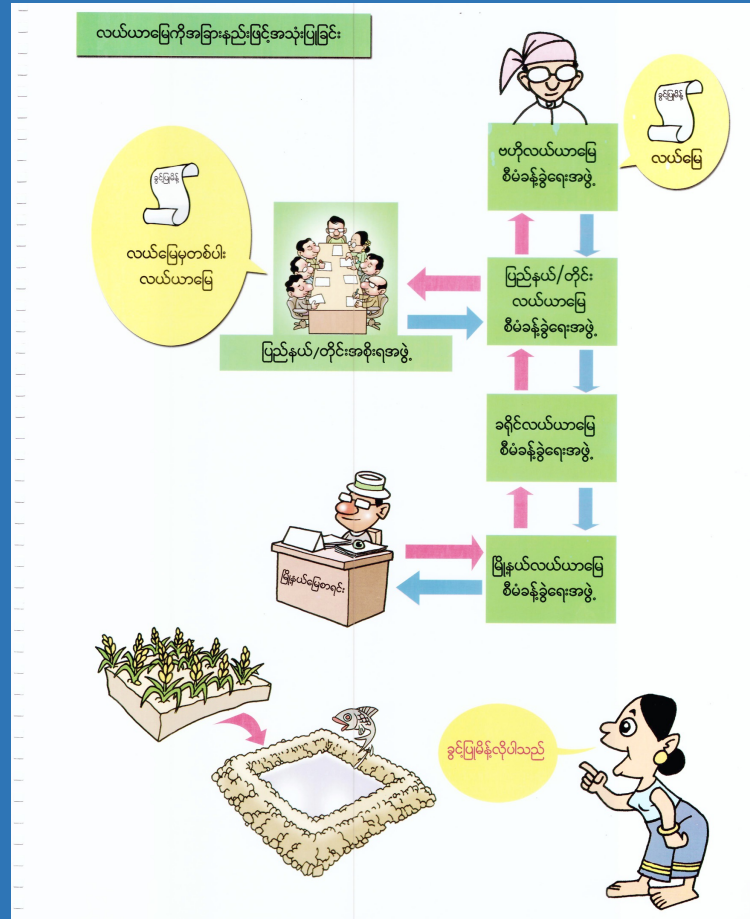 လယ်ယာမြေကိုအခြားနည်းဖြင့်အသုံးပြုခြင်း
ခွင့်ပြုမိန့်
လယ်မြေ
ဗဟိုလယ်ယာမြေ
စီမံခန့်ခွဲရေးအဖွဲ့
ခွင့်ပြုမိန့်
လယ်မြေမှတစ်ပါး
လယ်ယာမြေ
ပြည်နယ်/တိုင်း
လယ်ယာမြေ
စီမံခန့်ခွဲရေးအဖွဲ့
ပြည်နယ်/တိုင်းအစိုးရအဖွဲ့
ခရိုင်လယ်ယာမြေ
စီမံခန့်ခွဲရေးအဖွဲ့
မြို့နယ်မြေစာရင်း
မြို့နယ်လယ်ယာမြေ
စီမံခန့်ခွဲရေးအဖွဲ့
ခွင့်ပြုမိန့်လိုပါသည်